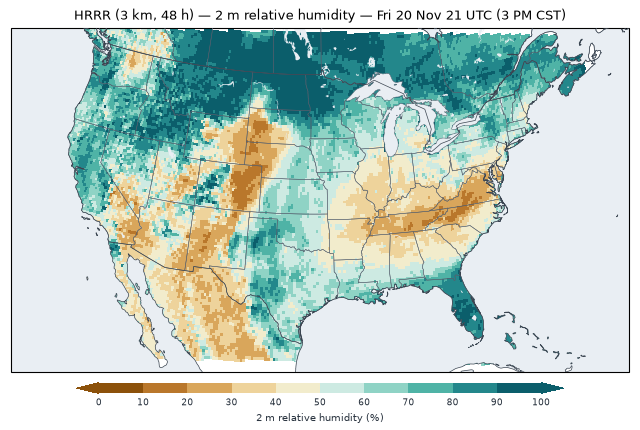 HRRR (3 km, 48 h) — 2 m relative humidity — Fri 20 Nov 21 UTC (3 PM CST)
0 10 20 30 40 50 60 70 80 90 100
2 m relative humidity (%)